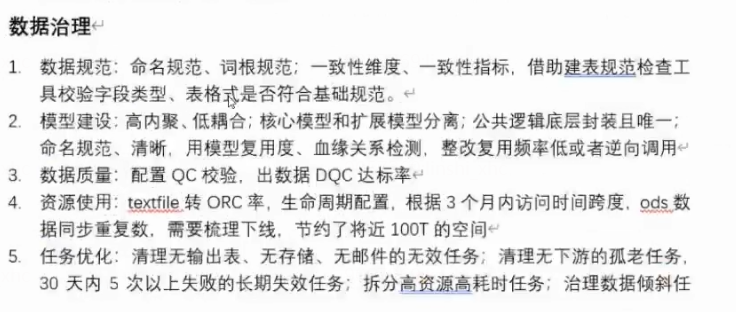 数据治理
1. 数据规范：命名规范、词根规范；一致性维度、一致性指标，借助建表规范检查工
具校验字段类型、表格式是否符合基础规范。
2. 模型建设：高内聚、低耦合；核心模型和扩展模型分离；公共逻辑底层封装且唯一；
命名规范、清晰，用模型复用度、血缘关系检测，整改复用频率低或者逆向调用
3. 数据质量：配置 QC 校验，出数据 DQC 达标率
4. 资源使用：textfile 转 ORC 率，生命周期配置，根据 3 个月内访问时间跨度，ods 数
据同步重复数，需要梳理下线，节约了将近 100T 的空间
5. 任务优化：清理无输出表、无存储、无邮件的无效任务；清理无下游的孤老任务，
30 天内 5 次以上失败的长期失效任务；拆分高资源高耗时任务；治理数据倾斜任